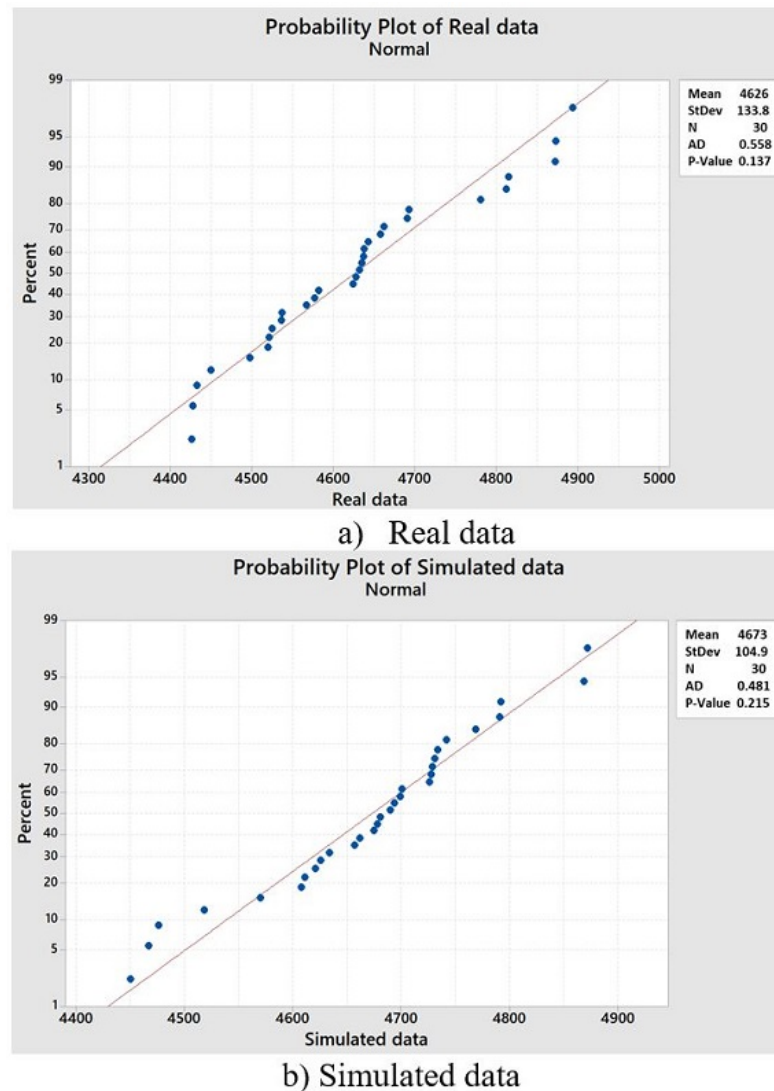 Probability Plot of Real data
Normal
99
95
90
80
70
60
50
40
30
20
10
5
1
Percent
4300 4400 4500 4600 4700 4800 4900 5000
Real data
Mean 4626
StDev 133.8
N 30
AD 0.558
P-Value 0.137
a) Real data
Probability Plot of Simulated data
Normal
99
95
90
80
70
60
50
40
30
20
10
5
1
Percent
4400 4500 4600 4700 4800 4900
Simulated data
Mean 4673
StDev 104.9
N 30
AD 0.481
P-Value 0.215
b) Simulated data